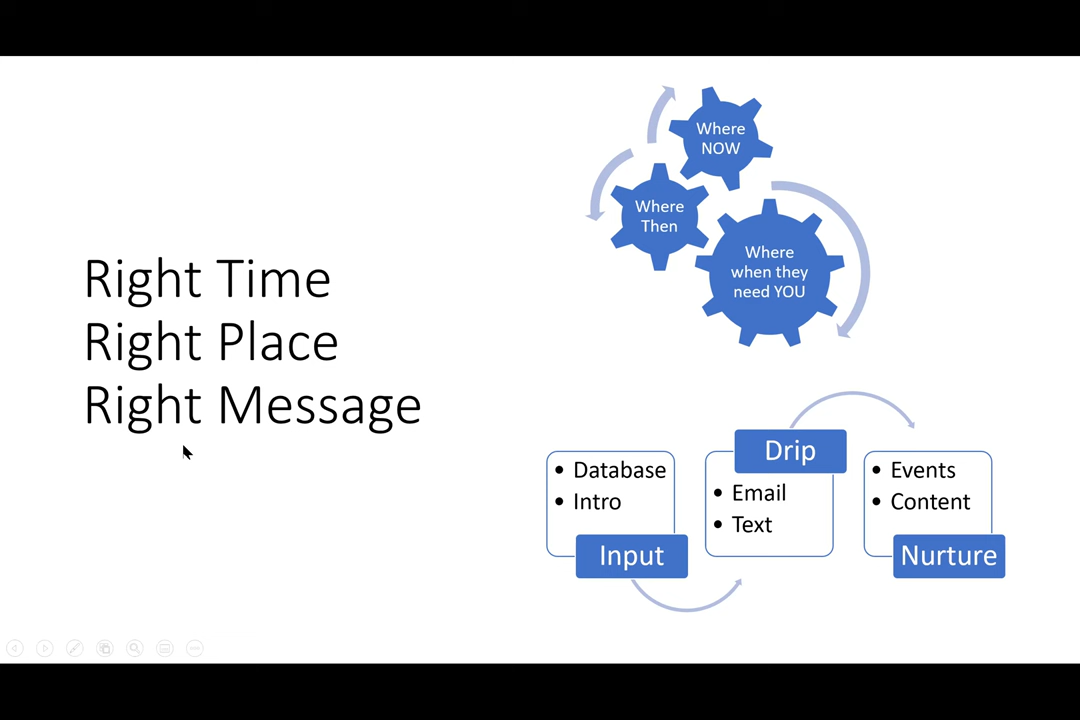 Right Time
Right Place
Right Message
Where
NOW
Where
Then
Where
when they
need YOU
• Database
• Intro
Input
Drip
• Email
• Text
• Events
• Content
Nurture